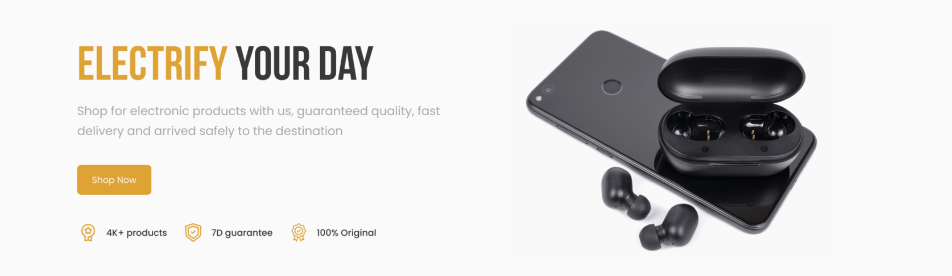 ELECTRIFY YOUR DAY
Shop for electronic products with us, guaranteed quality, fast
delivery and arrived safely to the destination
Shop Now
4K+ products
7D guarantee
100% Original